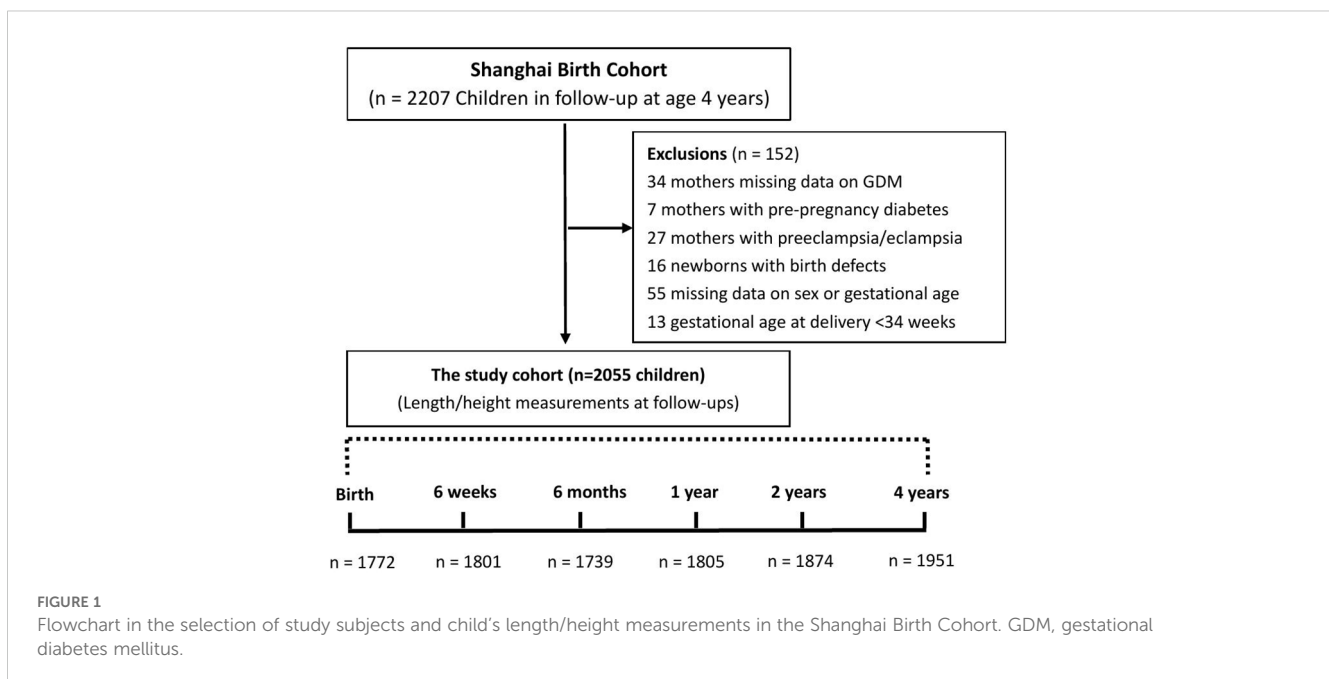 Shanghai Birth Cohort
(n = 2207 Children in follow-up at age 4 years)
Exclusions (n = 152)
34 mothers missing data on GDM
7 mothers with pre-pregnancy diabetes
27 mothers with preeclampsia/eclampsia
16 newborns with birth defects
55 missing data on sex or gestational age
13 gestational age at delivery <34 weeks
The study cohort (n=2055 children)
(Length/height measurements at follow-ups)
Birth 6 weeks 6 months 1 year 2 years 4 years
n = 1772 n = 1801 n = 1739 n = 1805 n = 1874 n = 1951
FIGURE 1
Flowchart in the selection of study subjects and child’s length/height measurements in the Shanghai Birth Cohort. GDM, gestational
diabetes mellitus.